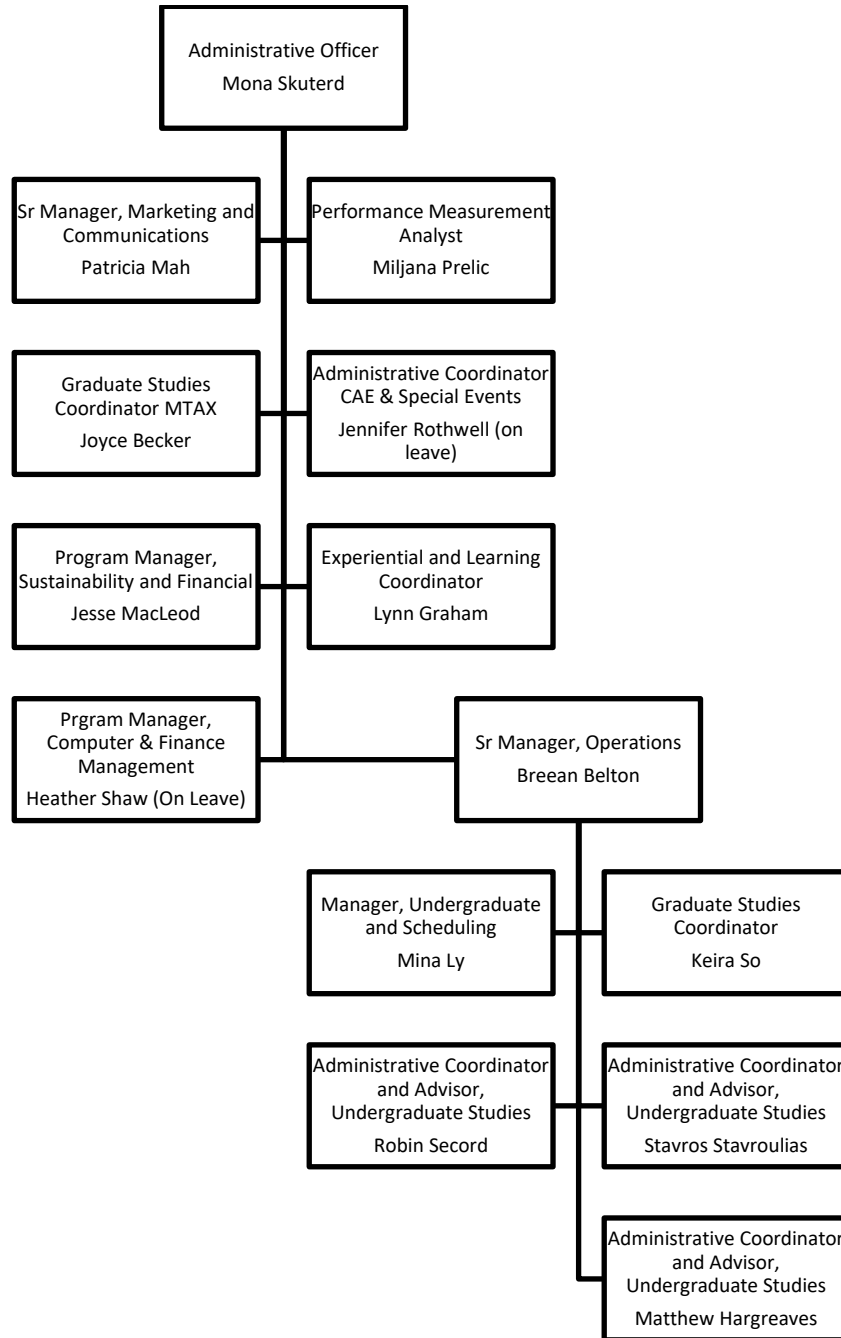 Administrative Officer
Mona Skuterd
Sr Manager, Marketing and
Communications
Patricia Mah
Performance Measurement
Analyst
Miljana Prelic
Graduate Studies
Coordinator MTAX
Joyce Becker
Administrative Coordinator
CAE & Special Events
Jennifer Rothwell (on
leave)
Program Manager,
Sustainability and Financial
Jesse MacLeod
Experiential and Learning
Coordinator
Lynn Graham
Prgram Manager,
Computer & Finance
Management
Heather Shaw (On Leave)
Sr Manager, Operations
Breean Belton
Manager, Undergraduate
and Scheduling
Mina Ly
Graduate Studies
Coordinator
Keira So
Administrative Coordinator
and Advisor,
Undergraduate Studies
Robin Secord
Administrative Coordinator
and Advisor,
Undergraduate Studies
Stavros Stavroulias
Administrative Coordinator
and Advisor,
Undergraduate Studies
Matthew Hargreaves